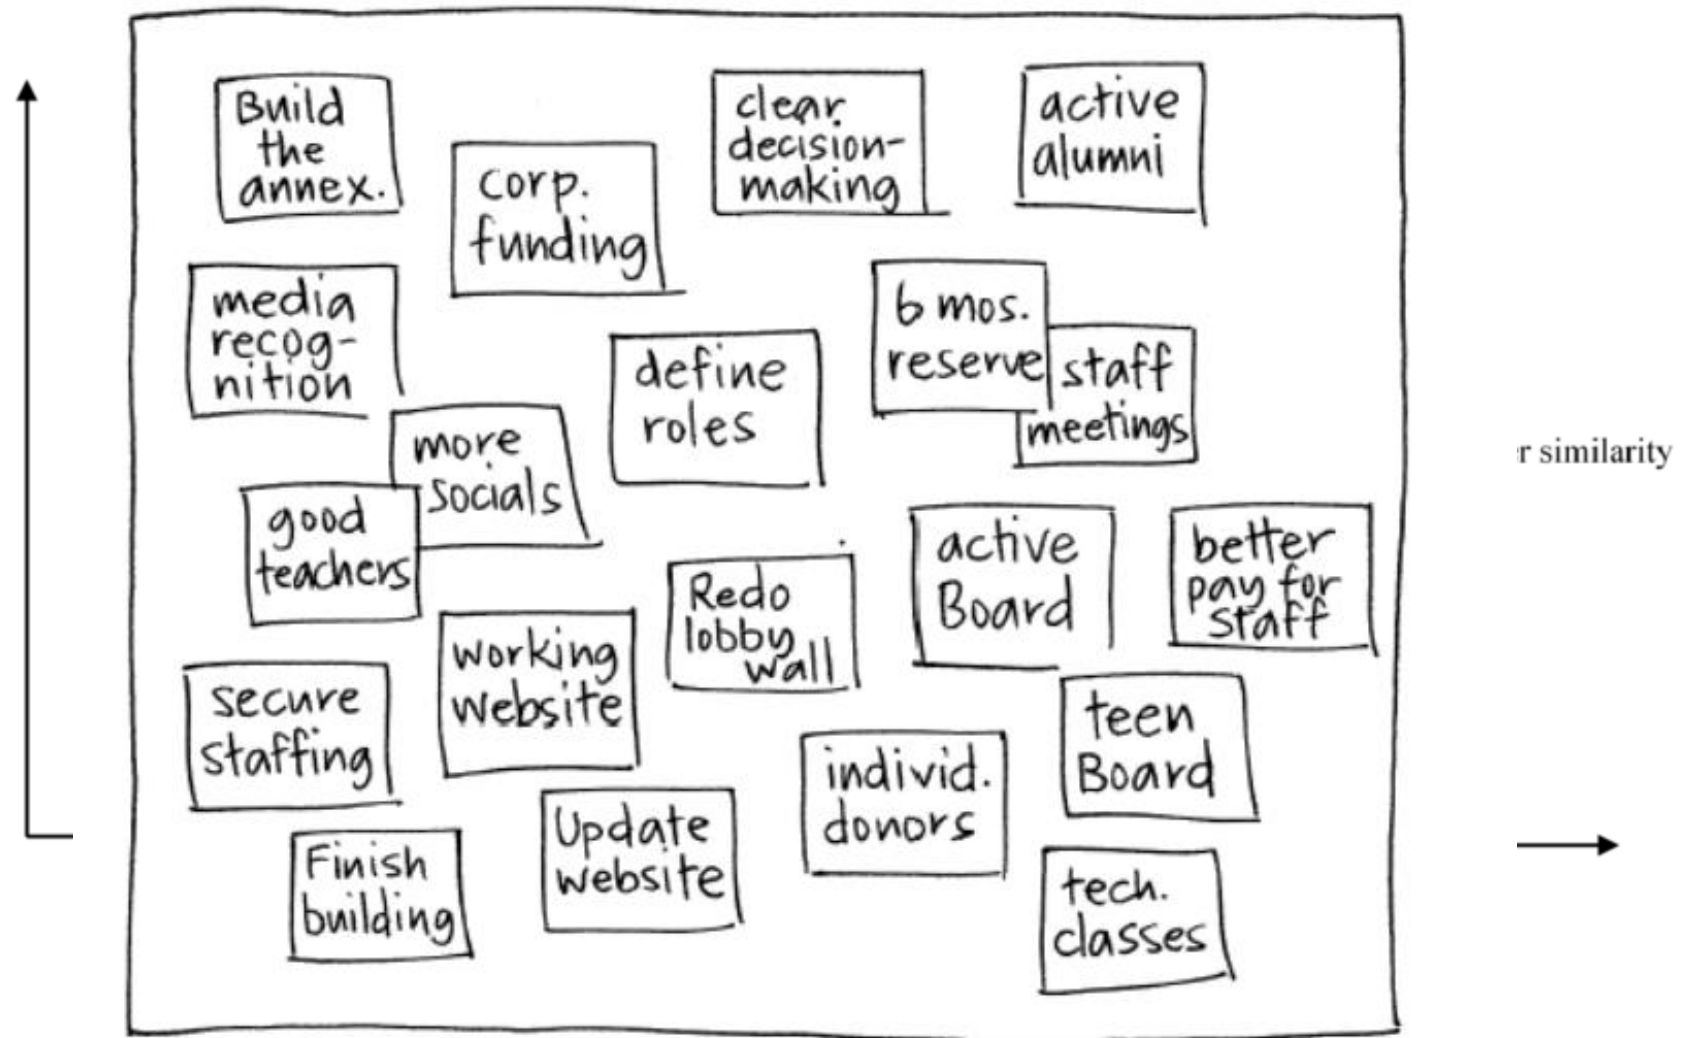 Build
the
annex.
corp.
funding
clear
decision-
making
active
alumni
media
recog-
nition
define
roles
6 mos.
reserve
staff
meetings
more
socials
good
teachers
Redo
lobby
wall
active
Board
better
pay for
staff
secure
staffing
working
website
teen
Board
individ.
donors
Update
website
Finish
building
tech.
classes
similarity